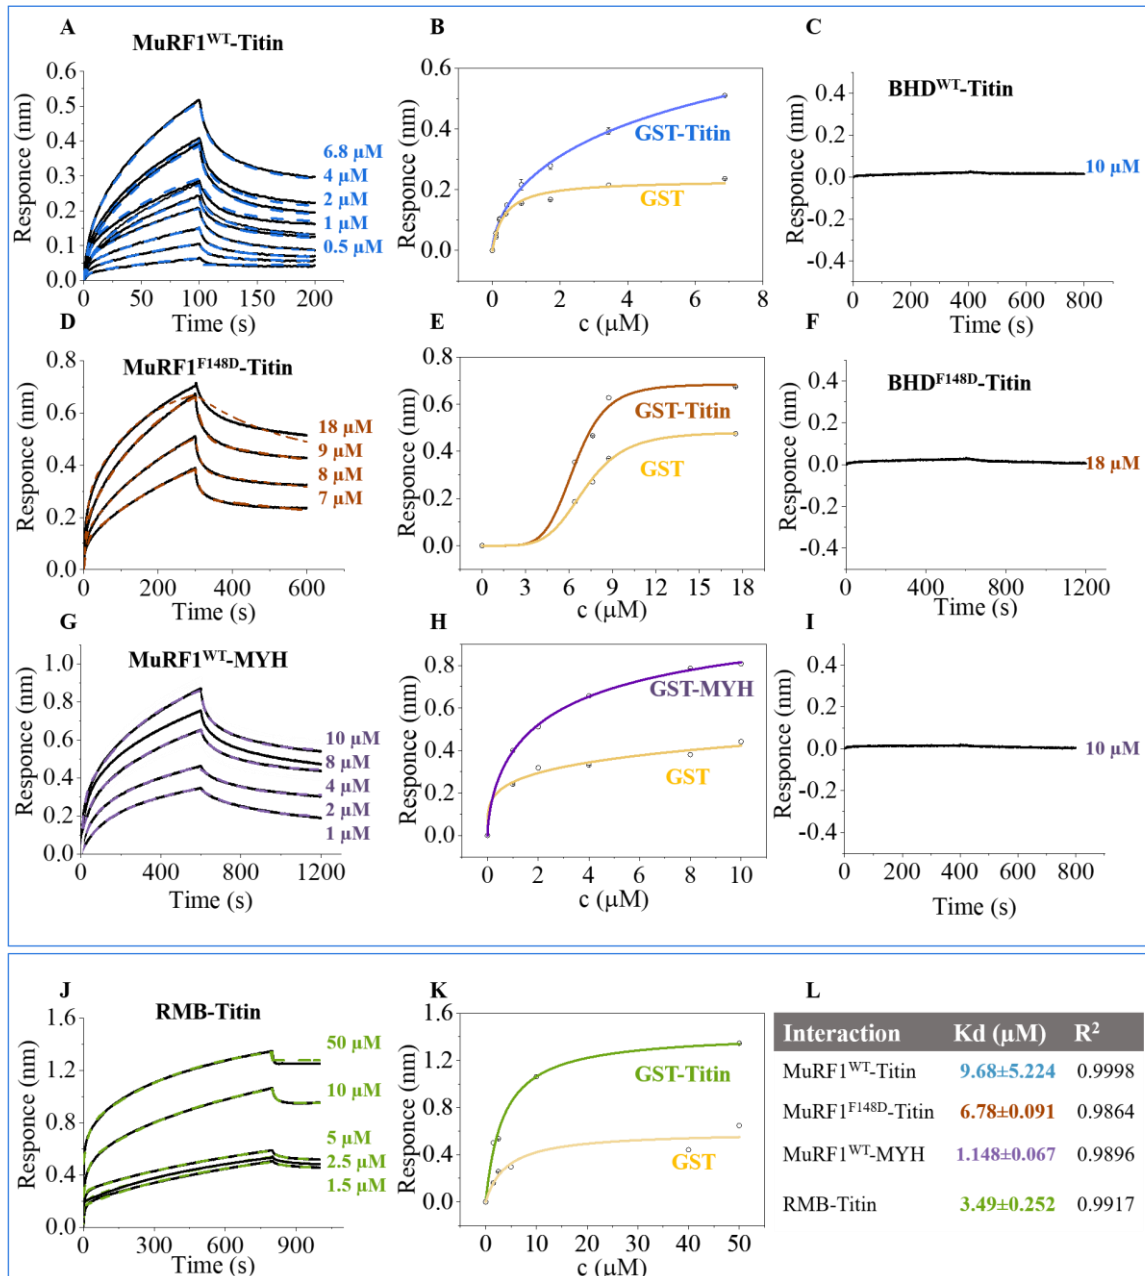 A
MuRF1WT-Titin
Responce (nm)
0.6
0.5
0.4
0.3
0.2
0.1
0.0
6.8 µM
4 µM
2 µM
1 µM
0.5 µM
0 50 100 150 200
Time (s)
B
Responce (nm)
0.6
0.4
0.2
0.0
GST-Titin
GST
0 2 4 6 8
c (µM)
C
BHDWT-Titin
Responce (nm)
0.4
0.2
0.0
-0.2
-0.4
10 µM
0 200 400 600 800
Time (s)
D
MuRF1F148D-Titin
Responce (nm)
0.8
0.6
0.4
0.2
0.0
18 µM
9 µM
8 µM
7 µM
0 200 400 600
Time (s)
E
Responce (nm)
0.8
0.6
0.4
0.2
0.0
GST-Titin
GST
0 3 6 9 12 15 18
c (µM)
F
BHDF148D-Titin
Responce (nm)
0.4
0.2
0.0
-0.2
-0.4
18 µM
0 300 600 900 1200
Time (s)
G
MuRF1WT-MYH
Responce (nm)
1.0
0.8
0.6
0.4
0.2
0.0
10 µM
8 µM
4 µM
2 µM
1 µM
0 400 800 1200
Time (s)
H
Responce (nm)
0.8
0.6
0.4
0.2
0.0
GST-MYH
GST
0 2 4 6 8 10
c (µM)
I
Responce (nm)
0.4
0.2
0.0
-0.2
-0.4
10 µM
0 200 400 600 800
Time (s)
J
RMB-Titin
Responce (nm)
1.6
1.2
0.8
0.4
0.0
50 µM
10 µM
5 µM
2.5 µM
1.5 µM
0 300 600 900
Time (s)
K
Responce (nm)
1.6
1.2
0.8
0.4
0.0
GST-Titin
GST
0 10 20 30 40 50
c (µM)
L
Interaction Kd (µM) R2
MuRF1WT-Titin 9.68±5.224 0.9998
MuRF1F148D-Titin 6.78±0.091 0.9864
MuRF1WT-MYH 1.148±0.067 0.9896
RMB-Titin 3.49±0.252 0.9917